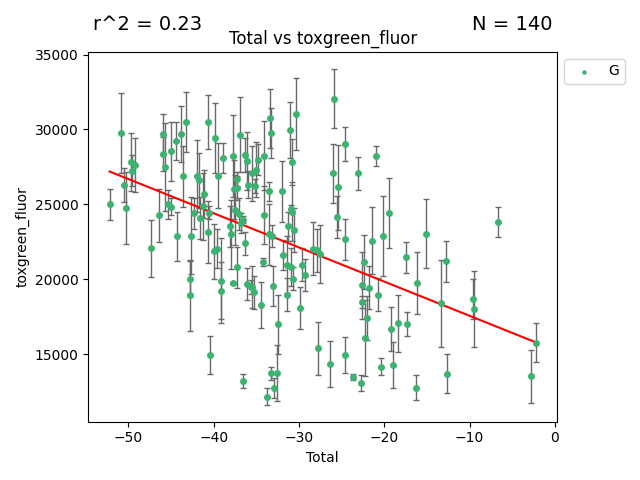 r^2 = 0.23
N = 140
Total vs toxgreen_fluor
G
35000
30000
25000
20000
15000
toxgreen_fluor
−50
−40
−30
−20
−10
0
Total